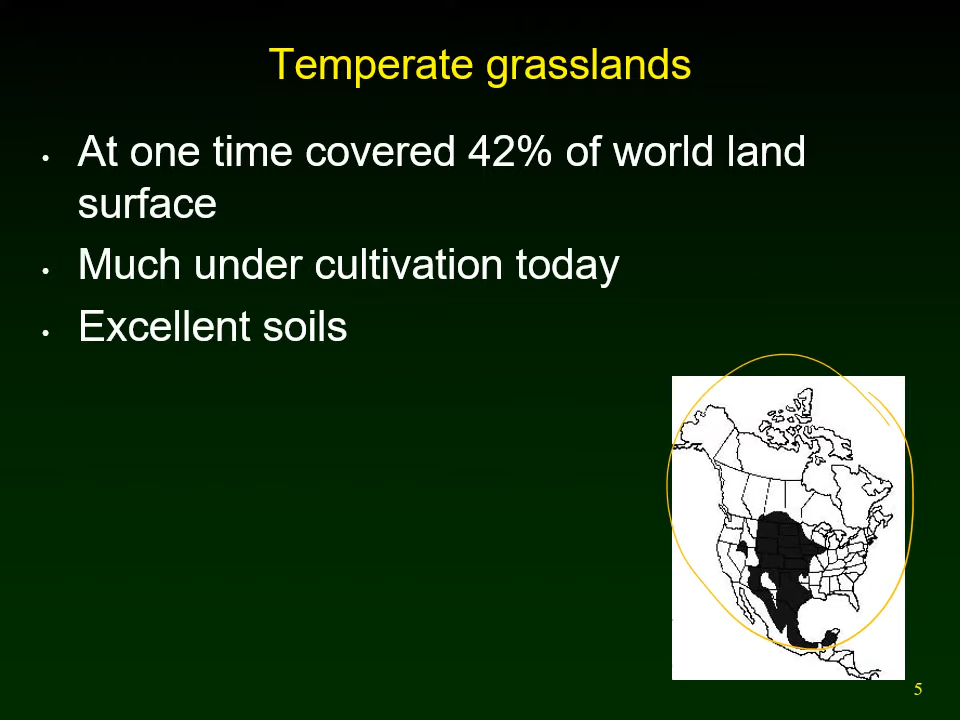 Temperate grasslands
• At one time covered 42% of world land
surface
• Much under cultivation today
• Excellent soils
5